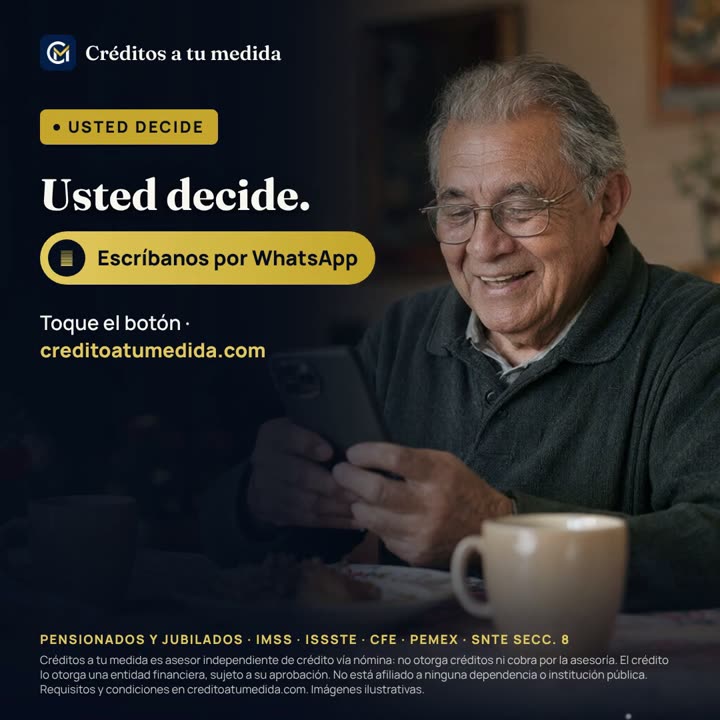 Créditos a tu medida
• USTED DECIDE
Usted decide.
Escríbanos por WhatsApp
Toque el botón ·
creditoatumedida.com
PENSIONADOS Y JUBILADOS · IMSS · ISSSTE · CFE · PEMEX · SNTE SECC. 8
Créditos a tu medida es asesor independiente de crédito vía nómina: no otorga créditos ni cobra por la asesoría. El crédito
lo otorga una entidad financiera, sujeto a su aprobación. No está afiliado a ninguna dependencia o institución pública.
Requisitos y condiciones en creditoatumedida.com. Imágenes ilustrativas.